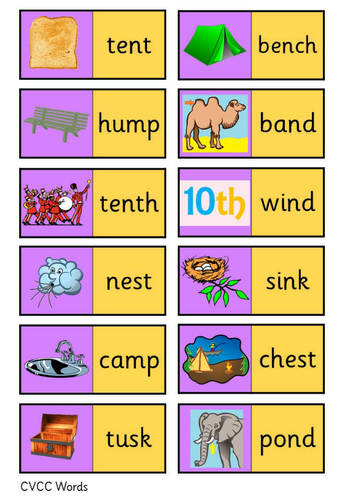 tent
bench
hump
band
tenth
10th
wind
nest
sink
camp
chest
tusk
pond
CVCC Words